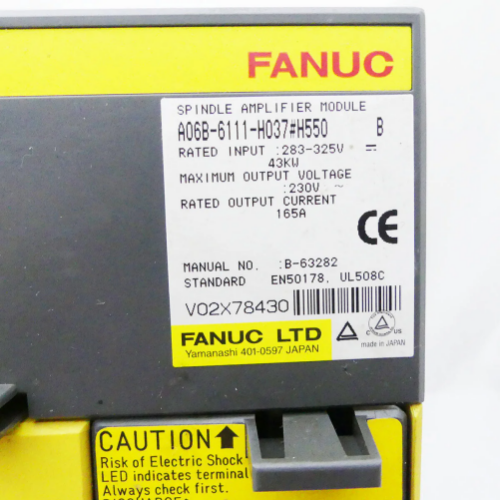 FANUC
SPINDLE AMPLIFIER MODULE
A06B-6111-H037#H550 B
RATED INPUT :283-325V ⎓
43KW
MAXIMUM OUTPUT VOLTAGE
:230V ~
RATED OUTPUT CURRENT
165A
CE
MANUAL NO. :B-63282
STANDARD EN50178, UL508C
V02X78430
FANUC LTD
Yamanashi 401-0597 JAPAN
C US
made in JAPAN
CAUTION
Risk of Electric Shock
LED indicates terminal
Always check first.